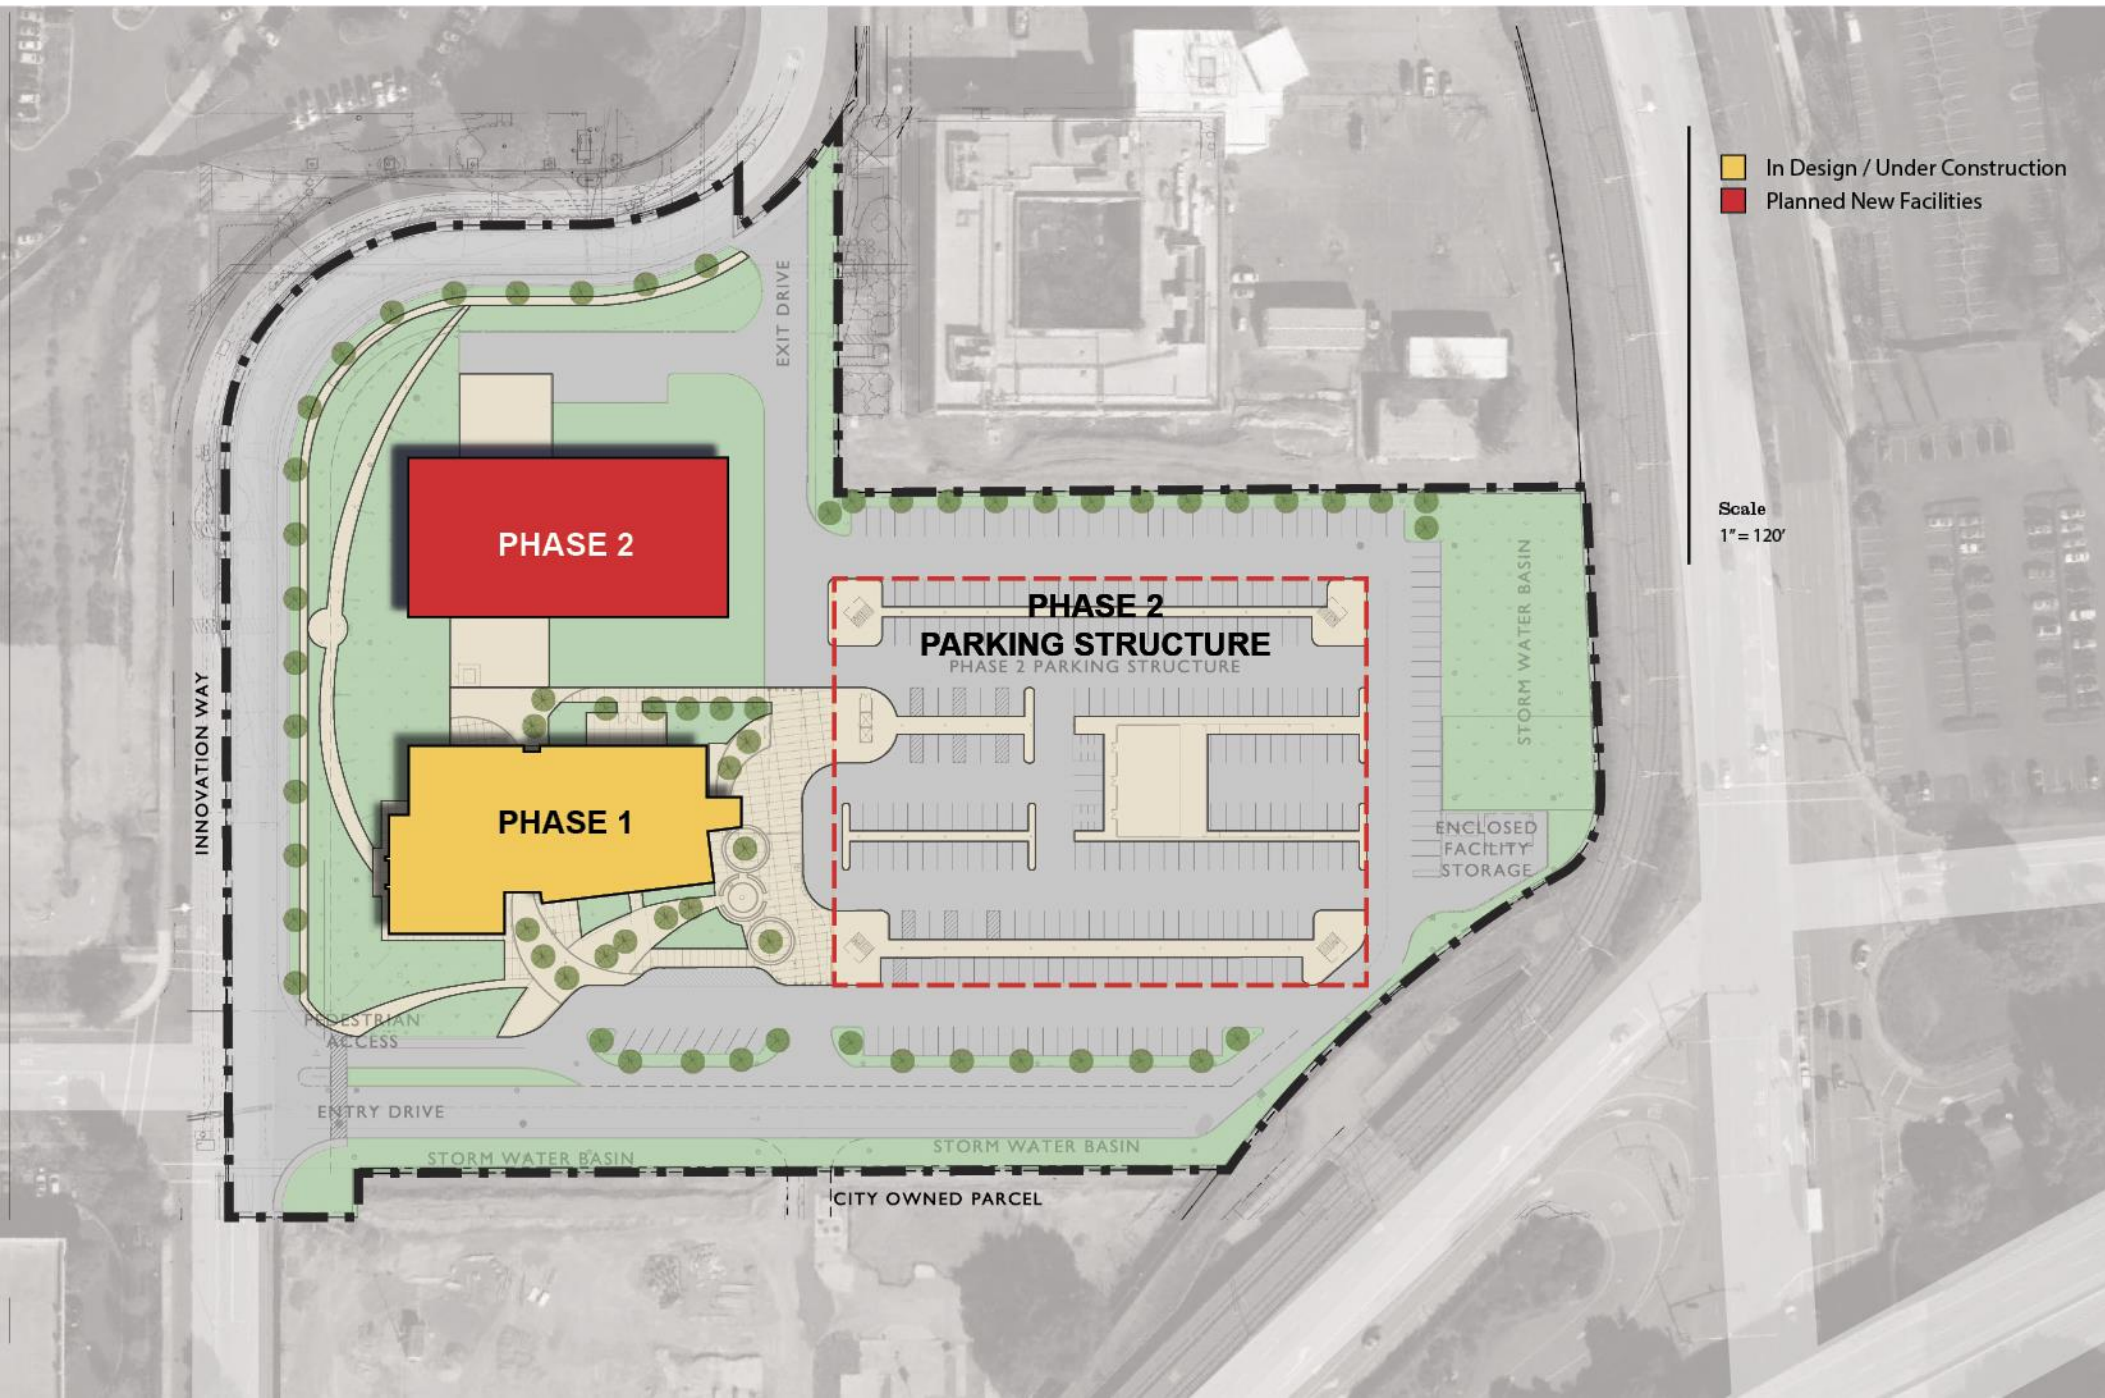 In Design / Under Construction
Planned New Facilities
Scale
1"= 120'
EXIT DRIVE
PHASE 2
PHASE 2
PARKING STRUCTURE
PHASE 2 PARKING STRUCTURE
STORM WATER BASIN
INNOVATION WAY
PHASE 1
ENCLOSED
FACILITY
STORAGE
PEDESTRIAN
ACCESS
ENTRY DRIVE
STORM WATER BASIN
STORM WATER BASIN
CITY OWNED PARCEL